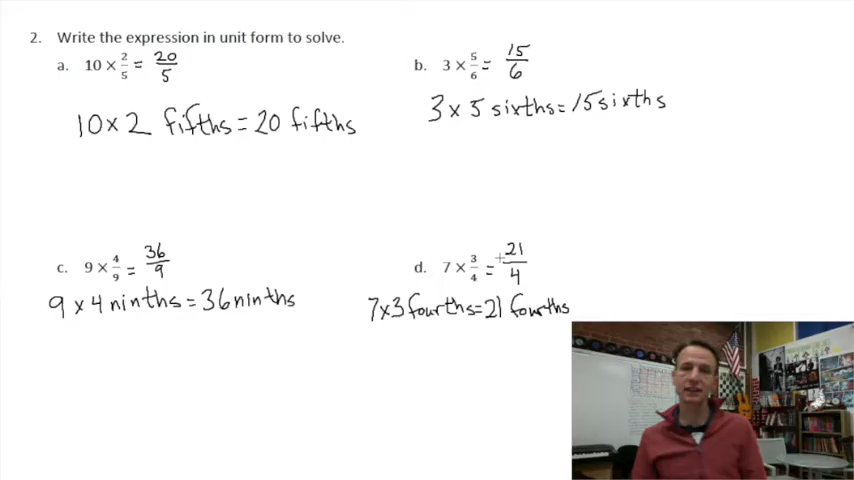 2. Write the expression in unit form to solve.
a. 10 × 2/5 = 20/5
10 × 2 fifths = 20 fifths
b. 3 × 5/6 = 15/6
3 × 5 sixths = 15 sixths
c. 9 × 4/9 = 36/9
9 × 4 ninths = 36 ninths
d. 7 × 3/4 = 21/4
7×3 fourths = 21 fourths